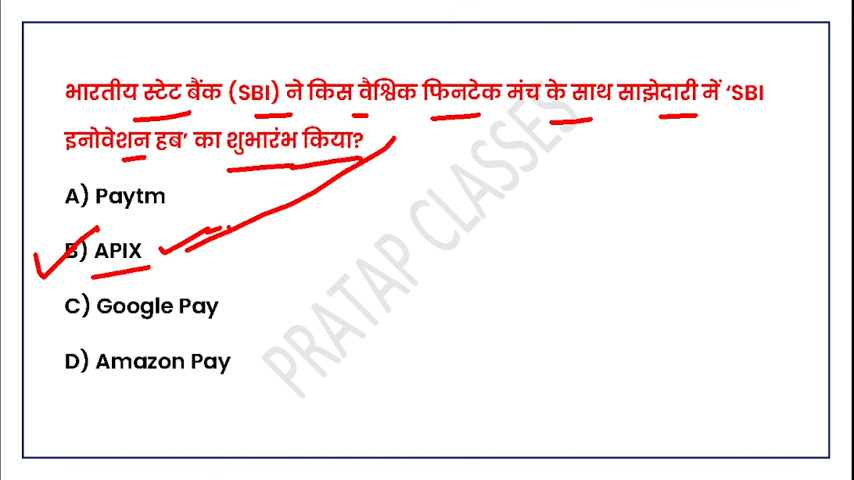 भारतीय स्टेट बैंक (SBI) ने किस वैश्विक फिनटेक मंच के साथ साझेदारी में ‘SBI
इनोवेशन हब’ का शुभारंभ किया?
A) Paytm
B) APIX
C) Google Pay
D) Amazon Pay
PRATAP CLASSES